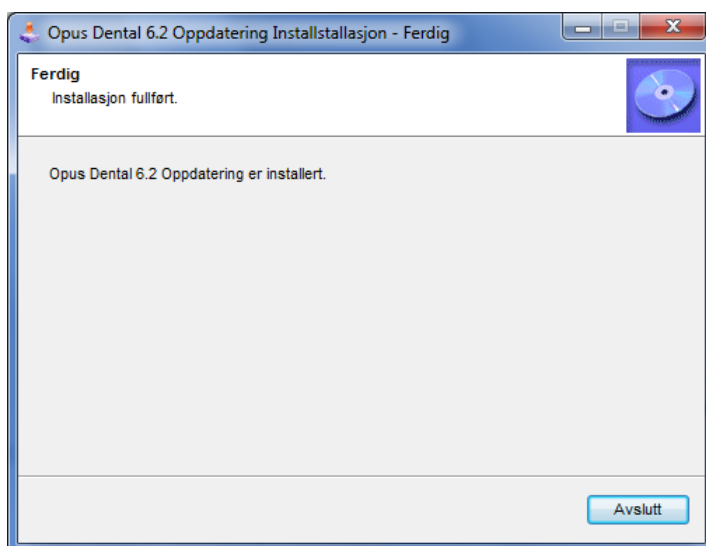 Opus Dental 6.2 Oppdatering Installstallasjon - Ferdig
Ferdig
Installasjon fullført.
Opus Dental 6.2 Oppdatering er installert.
Avslutt